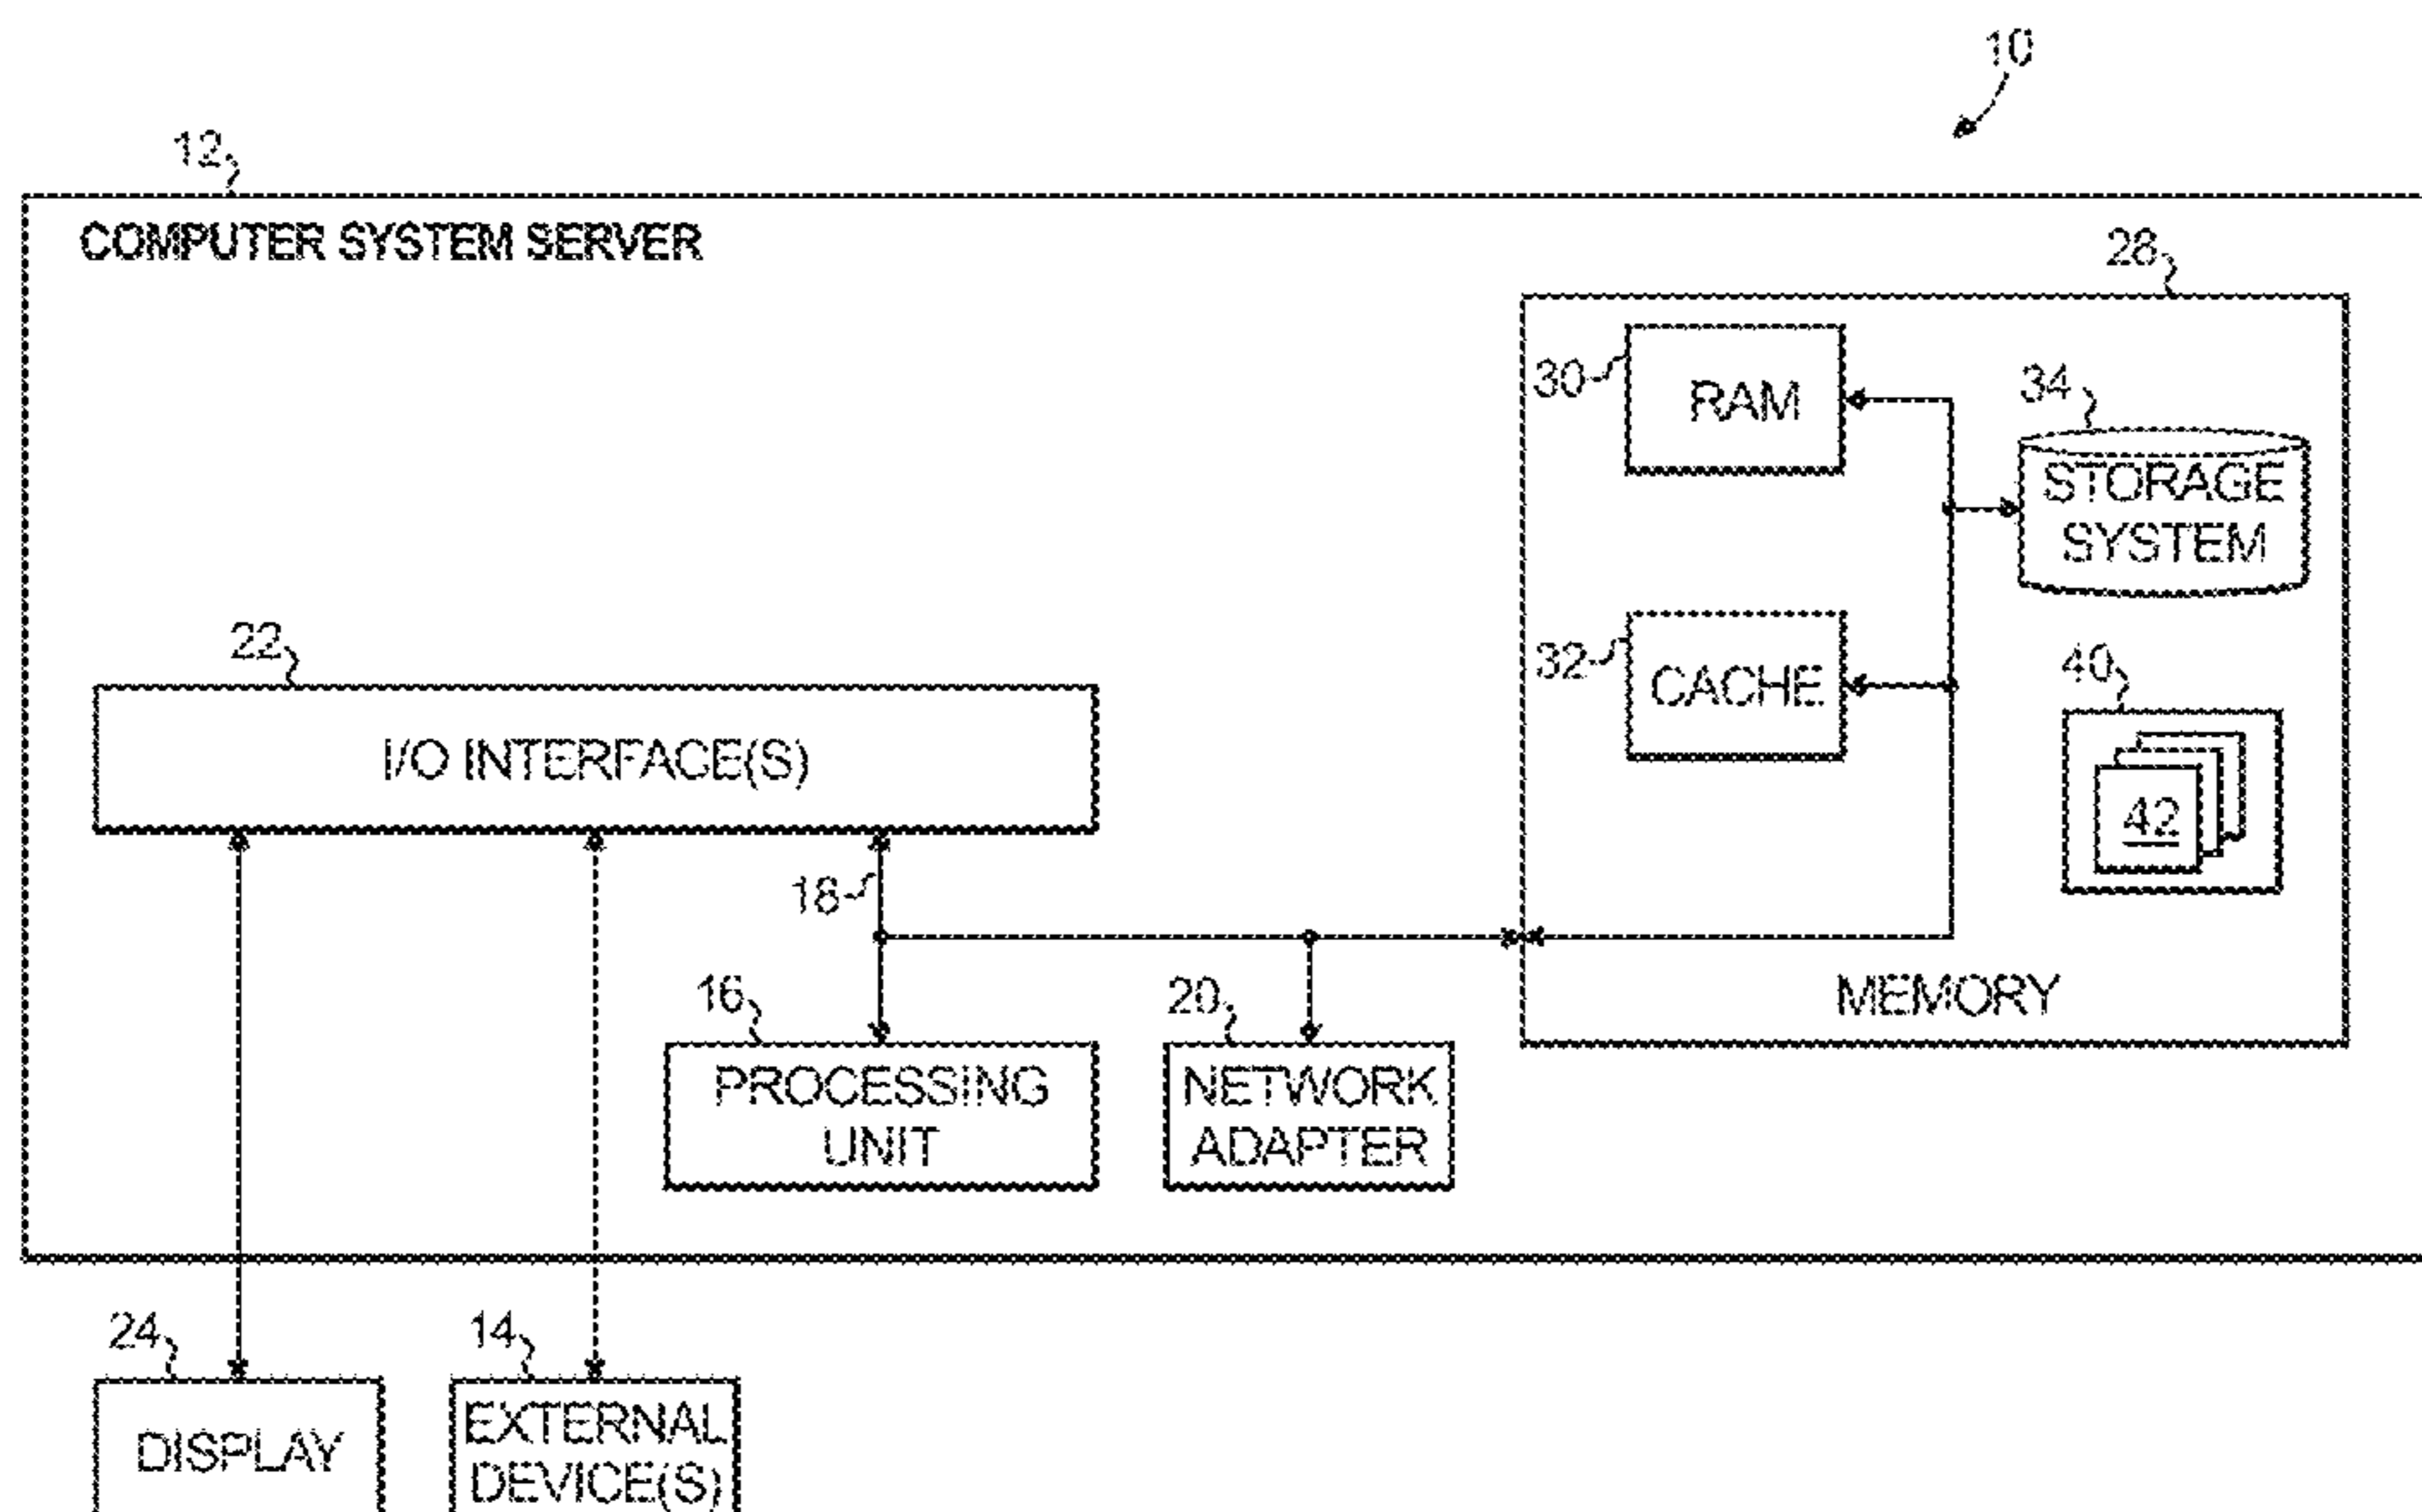 10
12
COMPUTER SYSTEM SERVER
28
30
RAM
34
STORAGE
SYSTEM
22
32
CACHE
40
I/O INTERFACE(S)
42
18
16
20
MEMORY
PROCESSING
UNIT
NETWORK
ADAPTER
24
14
DISPLAY
EXTERNAL
DEVICE(S)